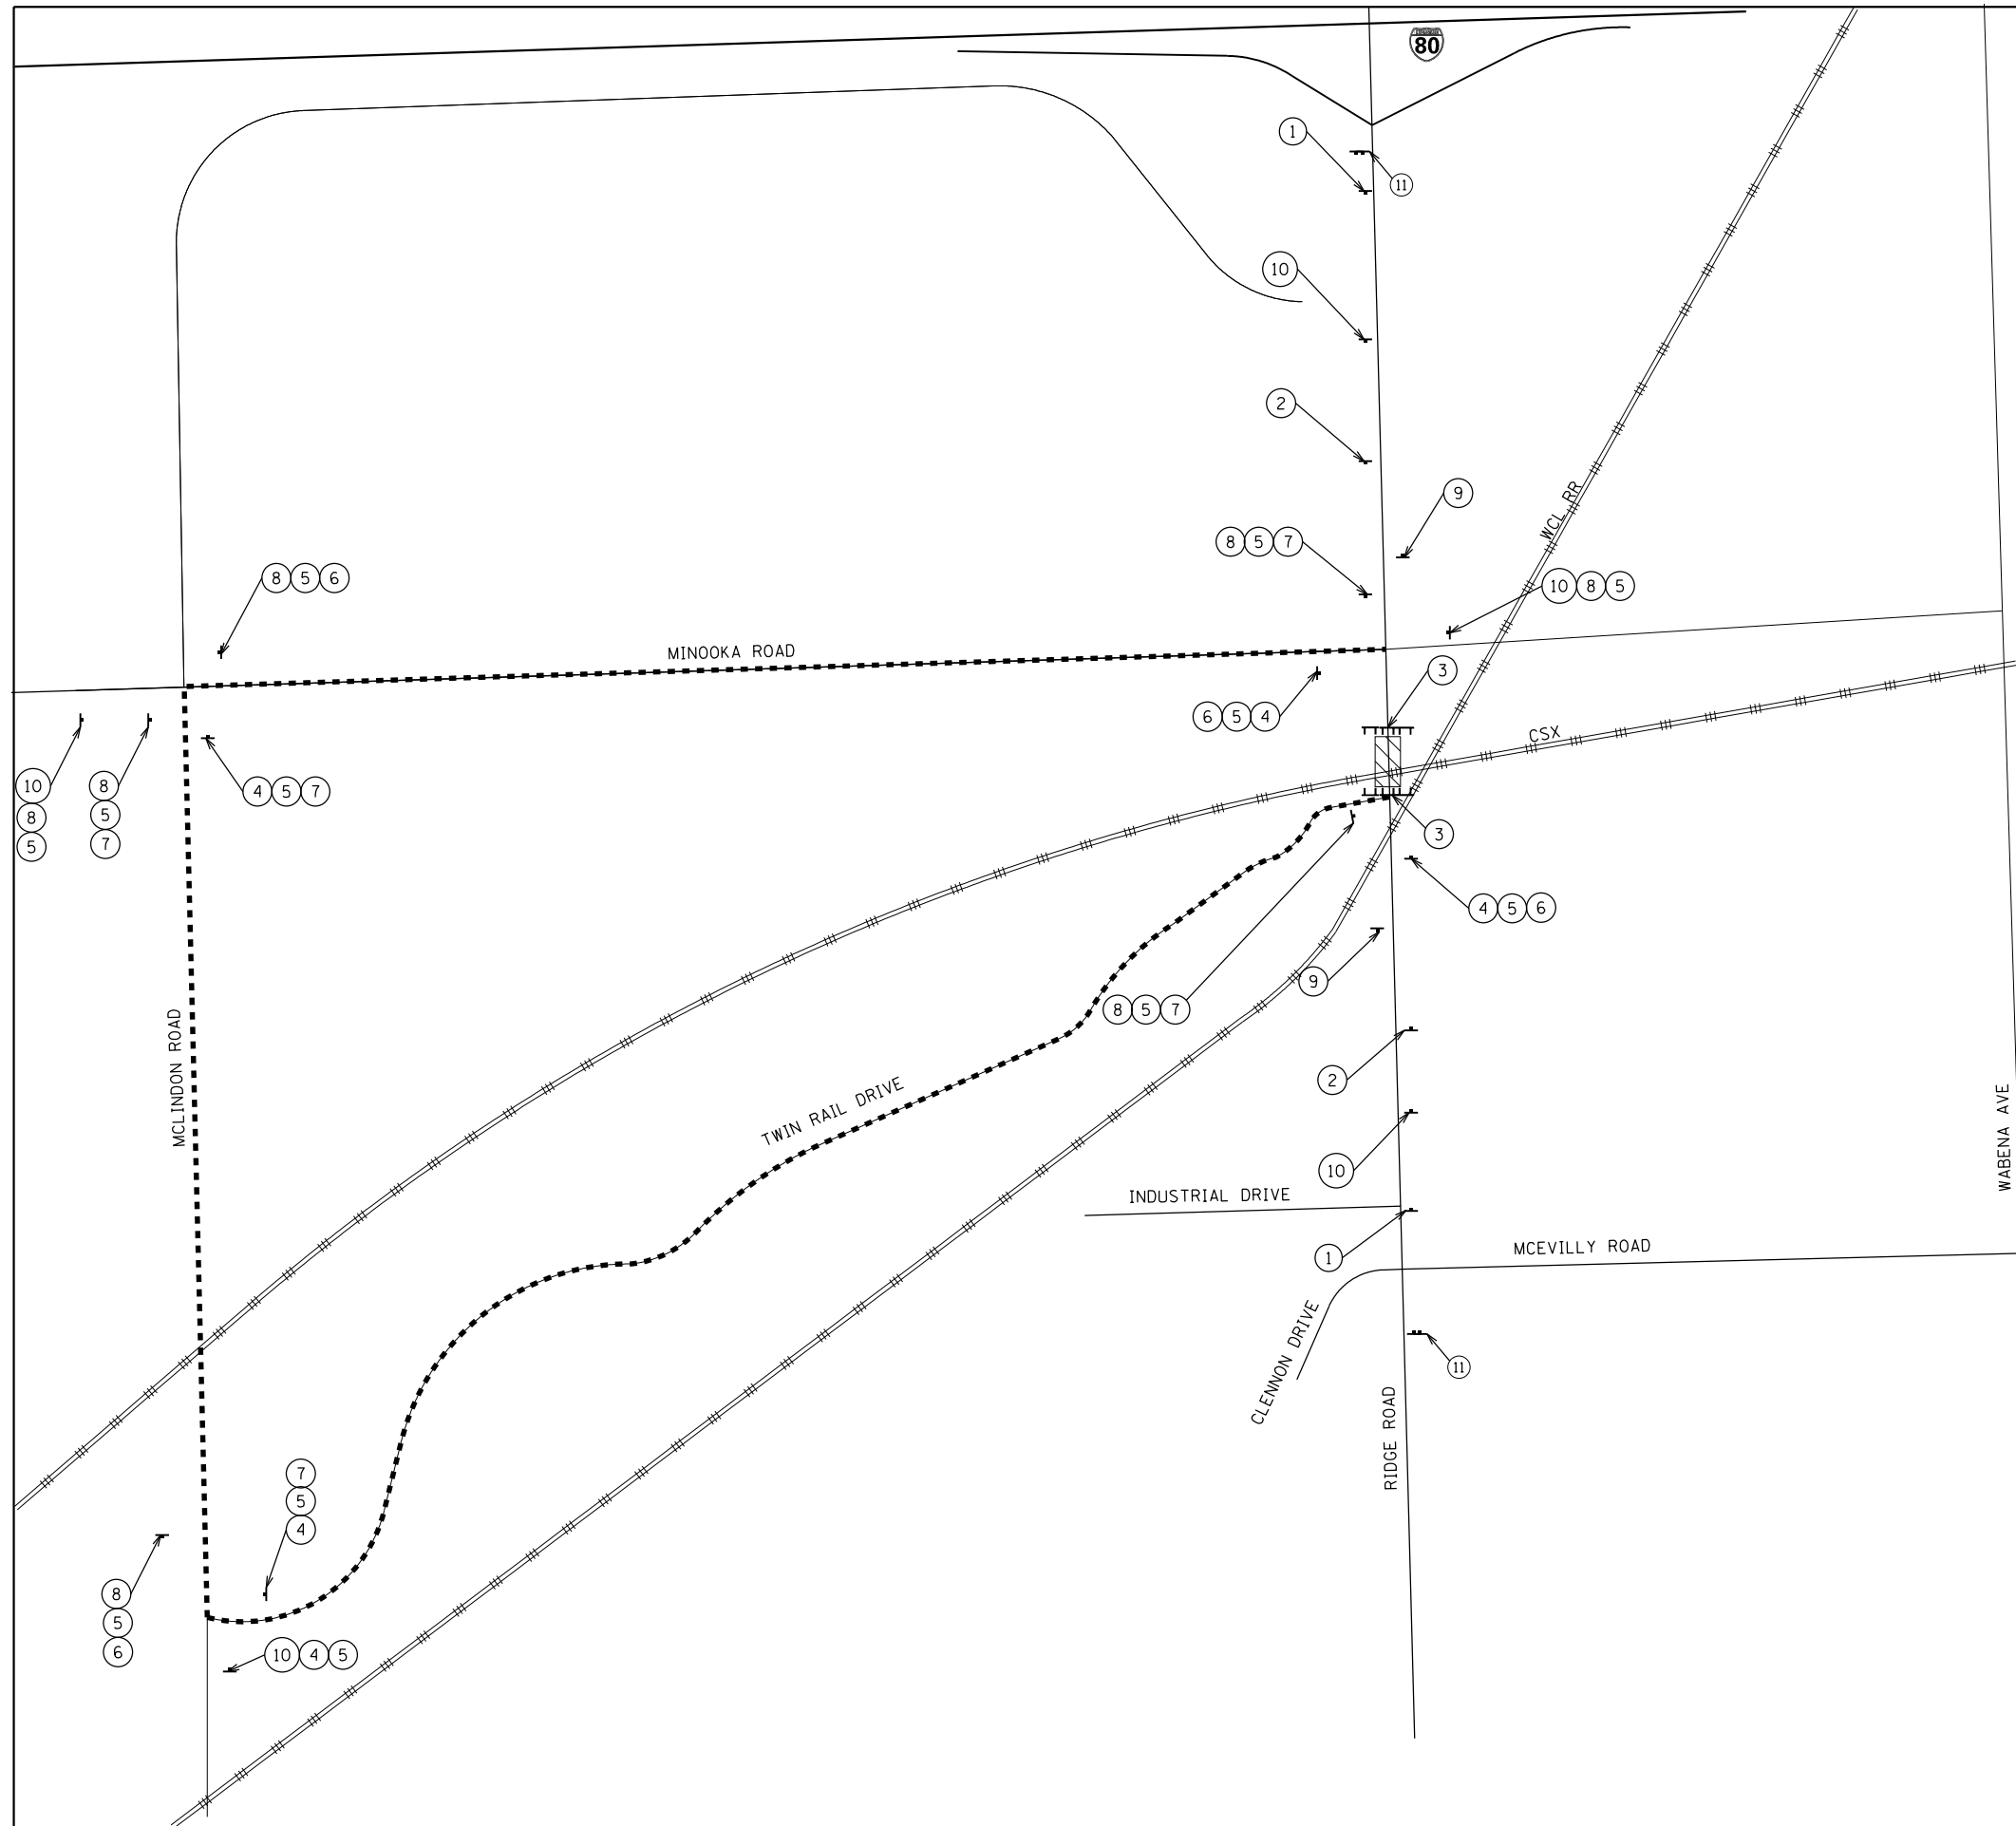 80
1
11
10
2
9
8 5 7
8 5 6
10 8 5
MINOOKA ROAD
WCL RR
3
6 5 4
CSX
10
8
5
8
5
7
4 5 7
3
4 5 6
9
8 5 7
MCLINDON ROAD
TWIN RAIL DRIVE
2
WABENA AVE
10
INDUSTRIAL DRIVE
1
MCEVILLY ROAD
CLENNON DRIVE
11
RIDGE ROAD
7
5
4
8
5
6
10 4 5